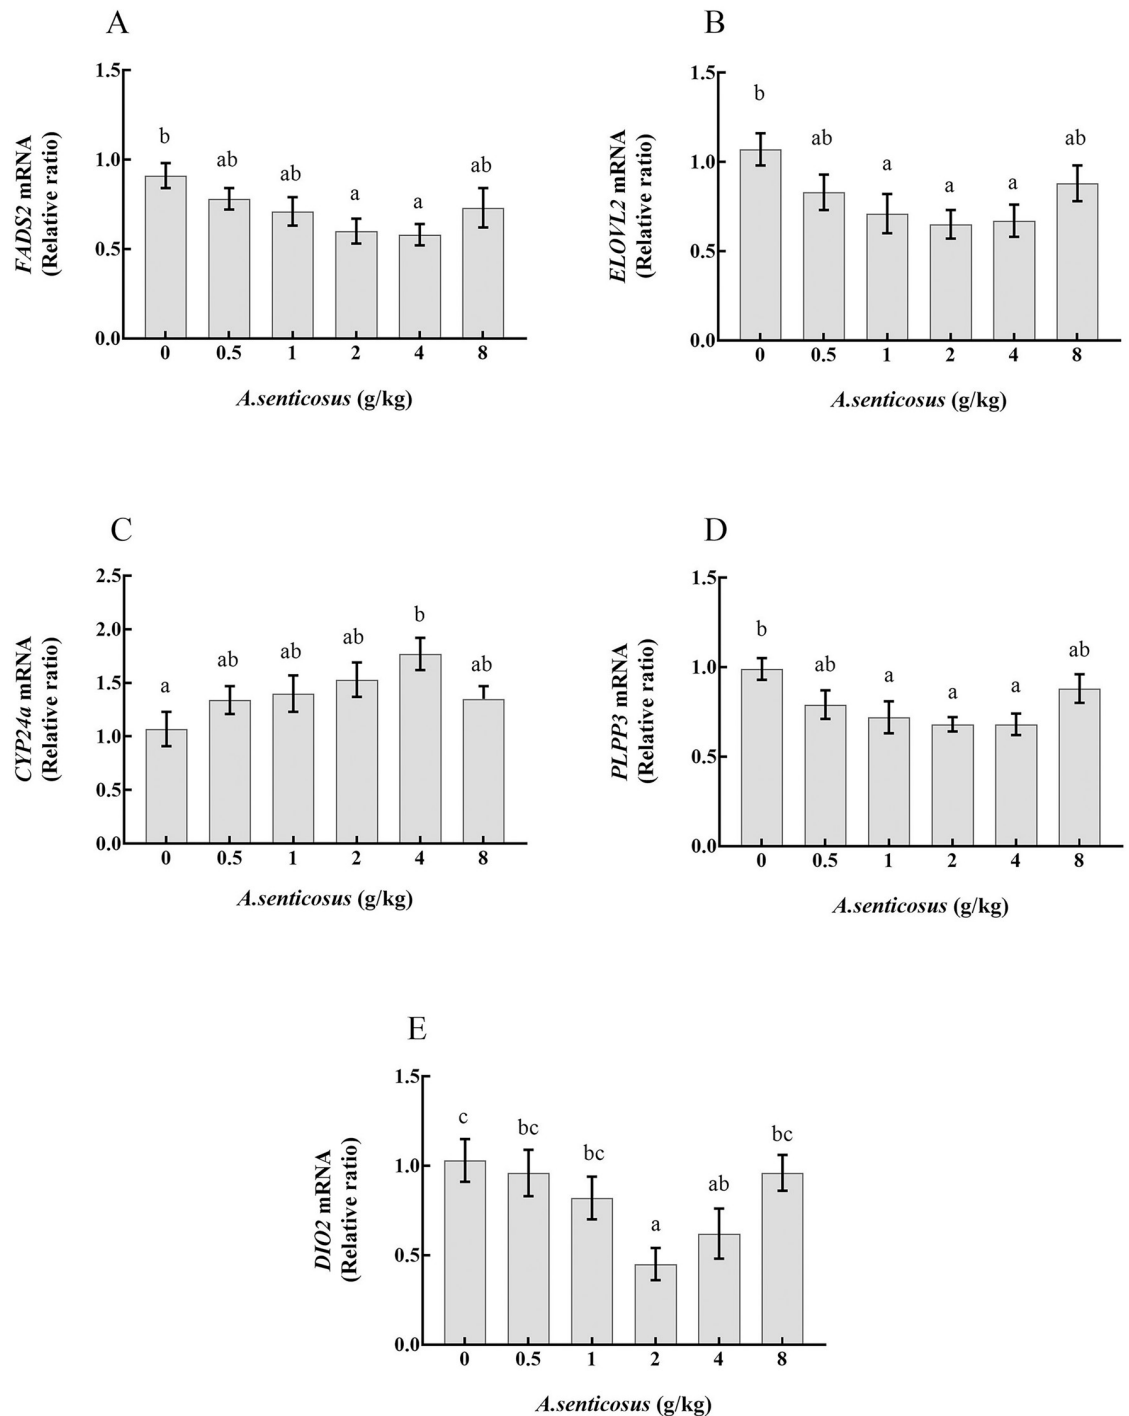 A
FADS2 mRNA
(Relative ratio)
1.5
1.0
0.5
0.0
b
ab
ab
a
a
ab
0 0.5 1 2 4 8
A.senticosus (g/kg)
B
ELOVL2 mRNA
(Relative ratio)
1.5
1.0
0.5
0.0
b
ab
a
a
a
ab
0 0.5 1 2 4 8
A.senticosus (g/kg)
C
CYP24a mRNA
(Relative ratio)
2.5
2.0
1.5
1.0
0.5
0.0
a
ab
ab
ab
b
ab
0 0.5 1 2 4 8
A.senticosus (g/kg)
D
PLPP3 mRNA
(Relative ratio)
1.5
1.0
0.5
0.0
b
ab
a
a
a
ab
0 0.5 1 2 4 8
A.senticosus (g/kg)
E
DIO2 mRNA
(Relative ratio)
1.5
1.0
0.5
0.0
c
bc
bc
a
ab
bc
0 0.5 1 2 4 8
A.senticosus (g/kg)